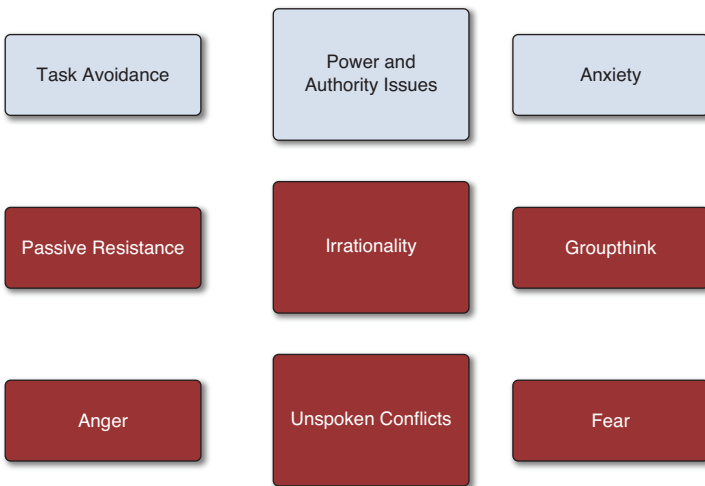 Task Avoidance
Power and
Authority Issues
Anxiety
Passive Resistance
Irrationality
Groupthink
Anger
Unspoken Conflicts
Fear